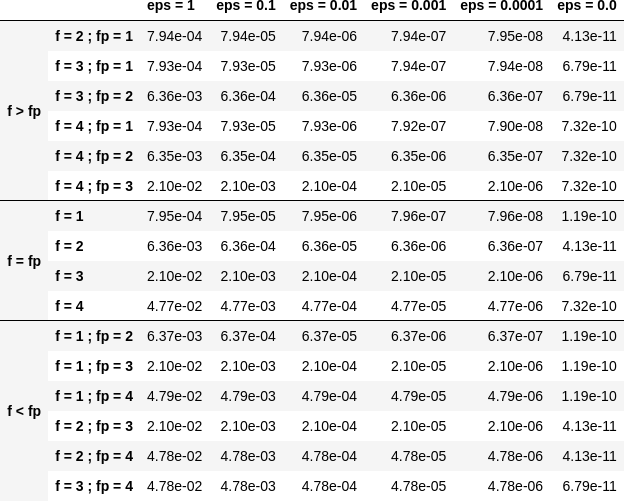 eps = 1 eps = 0.1 eps = 0.01 eps = 0.001 eps = 0.0001 eps = 0.0
f > fp f = 2 ; fp = 1 7.94e-04 7.94e-05 7.94e-06 7.94e-07 7.95e-08 4.13e-11
f = 3 ; fp = 1 7.93e-04 7.93e-05 7.93e-06 7.94e-07 7.94e-08 6.79e-11
f = 3 ; fp = 2 6.36e-03 6.36e-04 6.36e-05 6.36e-06 6.36e-07 6.79e-11
f = 4 ; fp = 1 7.93e-04 7.93e-05 7.93e-06 7.92e-07 7.90e-08 7.32e-10
f = 4 ; fp = 2 6.35e-03 6.35e-04 6.35e-05 6.35e-06 6.35e-07 7.32e-10
f = 4 ; fp = 3 2.10e-02 2.10e-03 2.10e-04 2.10e-05 2.10e-06 7.32e-10
f = fp f = 1 7.95e-04 7.95e-05 7.95e-06 7.96e-07 7.96e-08 1.19e-10
f = 2 6.36e-03 6.36e-04 6.36e-05 6.36e-06 6.36e-07 4.13e-11
f = 3 2.10e-02 2.10e-03 2.10e-04 2.10e-05 2.10e-06 6.79e-11
f = 4 4.77e-02 4.77e-03 4.77e-04 4.77e-05 4.77e-06 7.32e-10
f < fp f = 1 ; fp = 2 6.37e-03 6.37e-04 6.37e-05 6.37e-06 6.37e-07 1.19e-10
f = 1 ; fp = 3 2.10e-02 2.10e-03 2.10e-04 2.10e-05 2.10e-06 1.19e-10
f = 1 ; fp = 4 4.79e-02 4.79e-03 4.79e-04 4.79e-05 4.79e-06 1.19e-10
f = 2 ; fp = 3 2.10e-02 2.10e-03 2.10e-04 2.10e-05 2.10e-06 4.13e-11
f = 2 ; fp = 4 4.78e-02 4.78e-03 4.78e-04 4.78e-05 4.78e-06 4.13e-11
f = 3 ; fp = 4 4.78e-02 4.78e-03 4.78e-04 4.78e-05 4.78e-06 6.79e-11